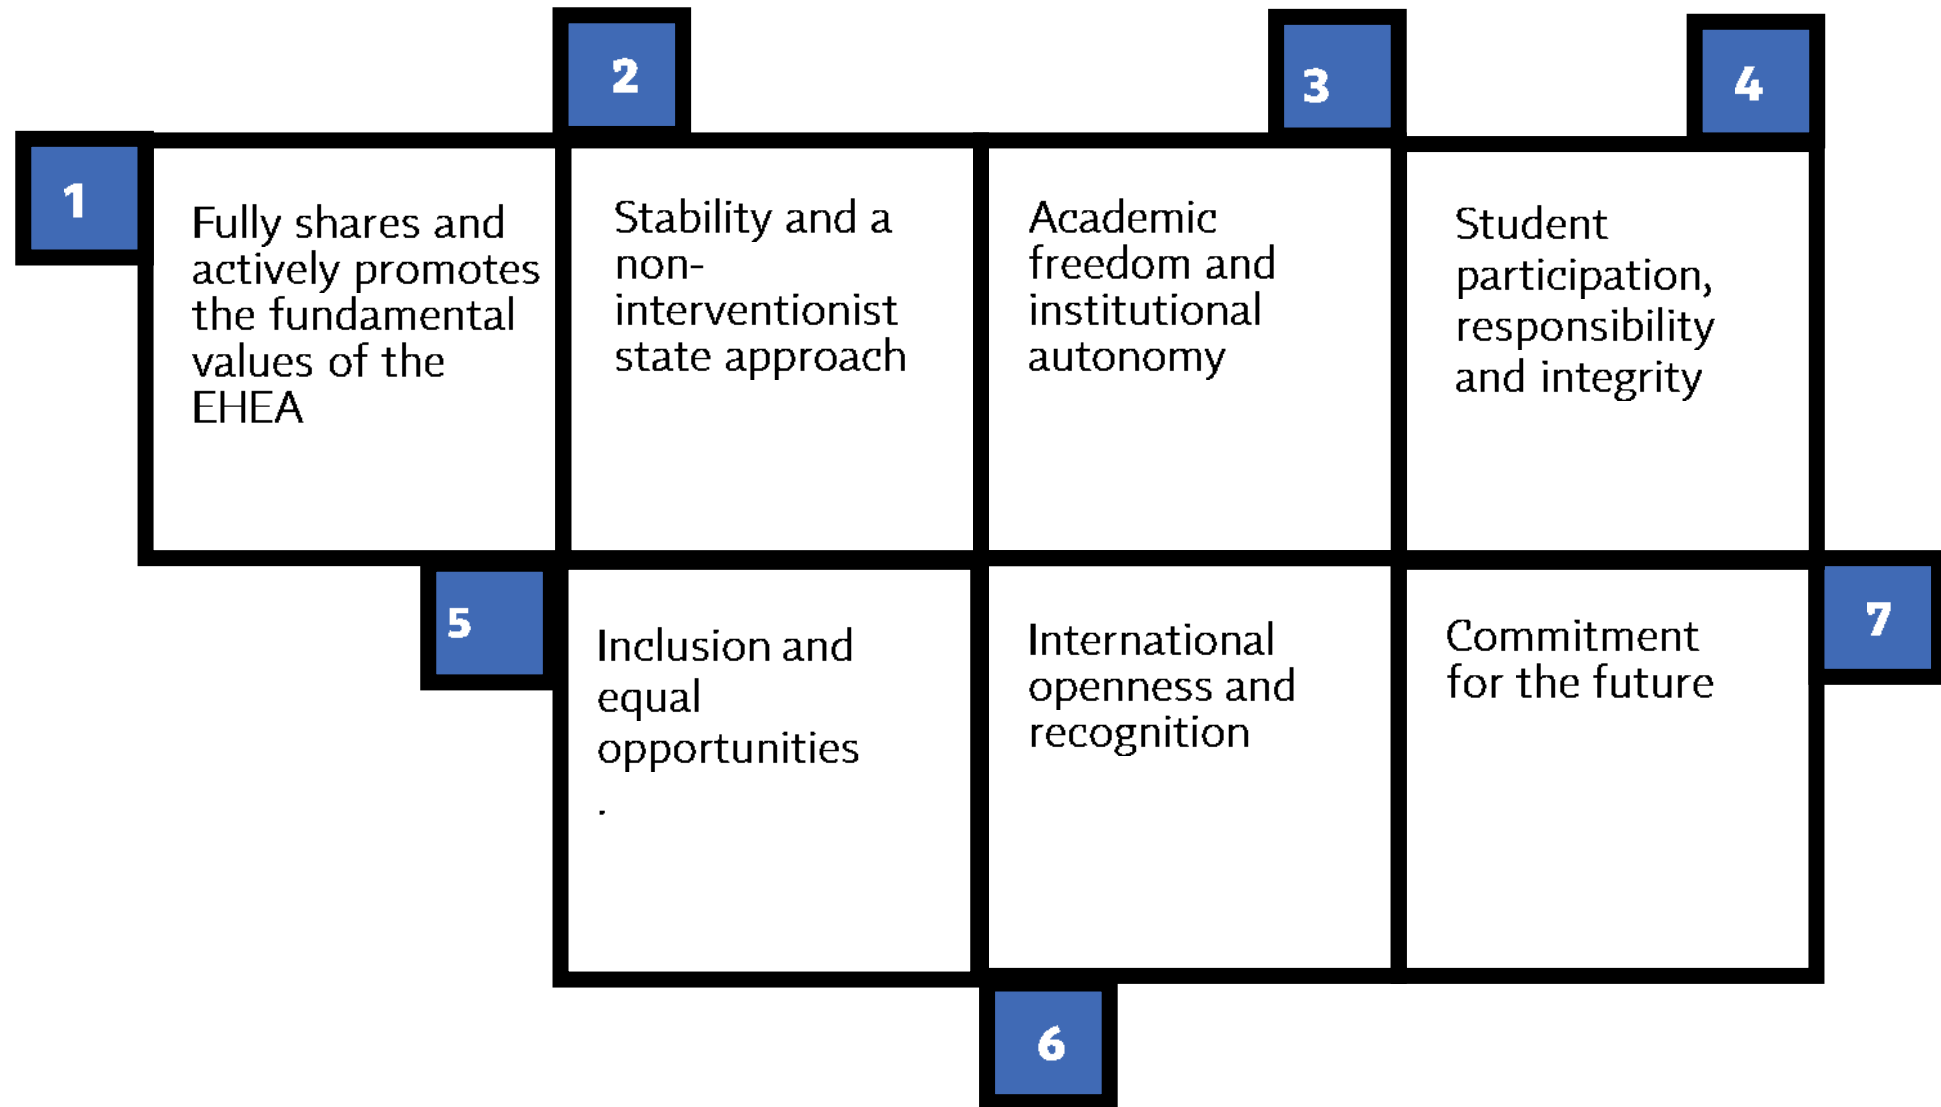 1
Fully shares and
actively promotes
the fundamental
values of the
EHEA
2
Stability and a
non-
interventionist
state approach
3
Academic
freedom and
institutional
autonomy
4
Student
participation,
responsibility
and integrity
5
Inclusion and
equal
opportunities
.
6
International
openness and
recognition
7
Commitment
for the future